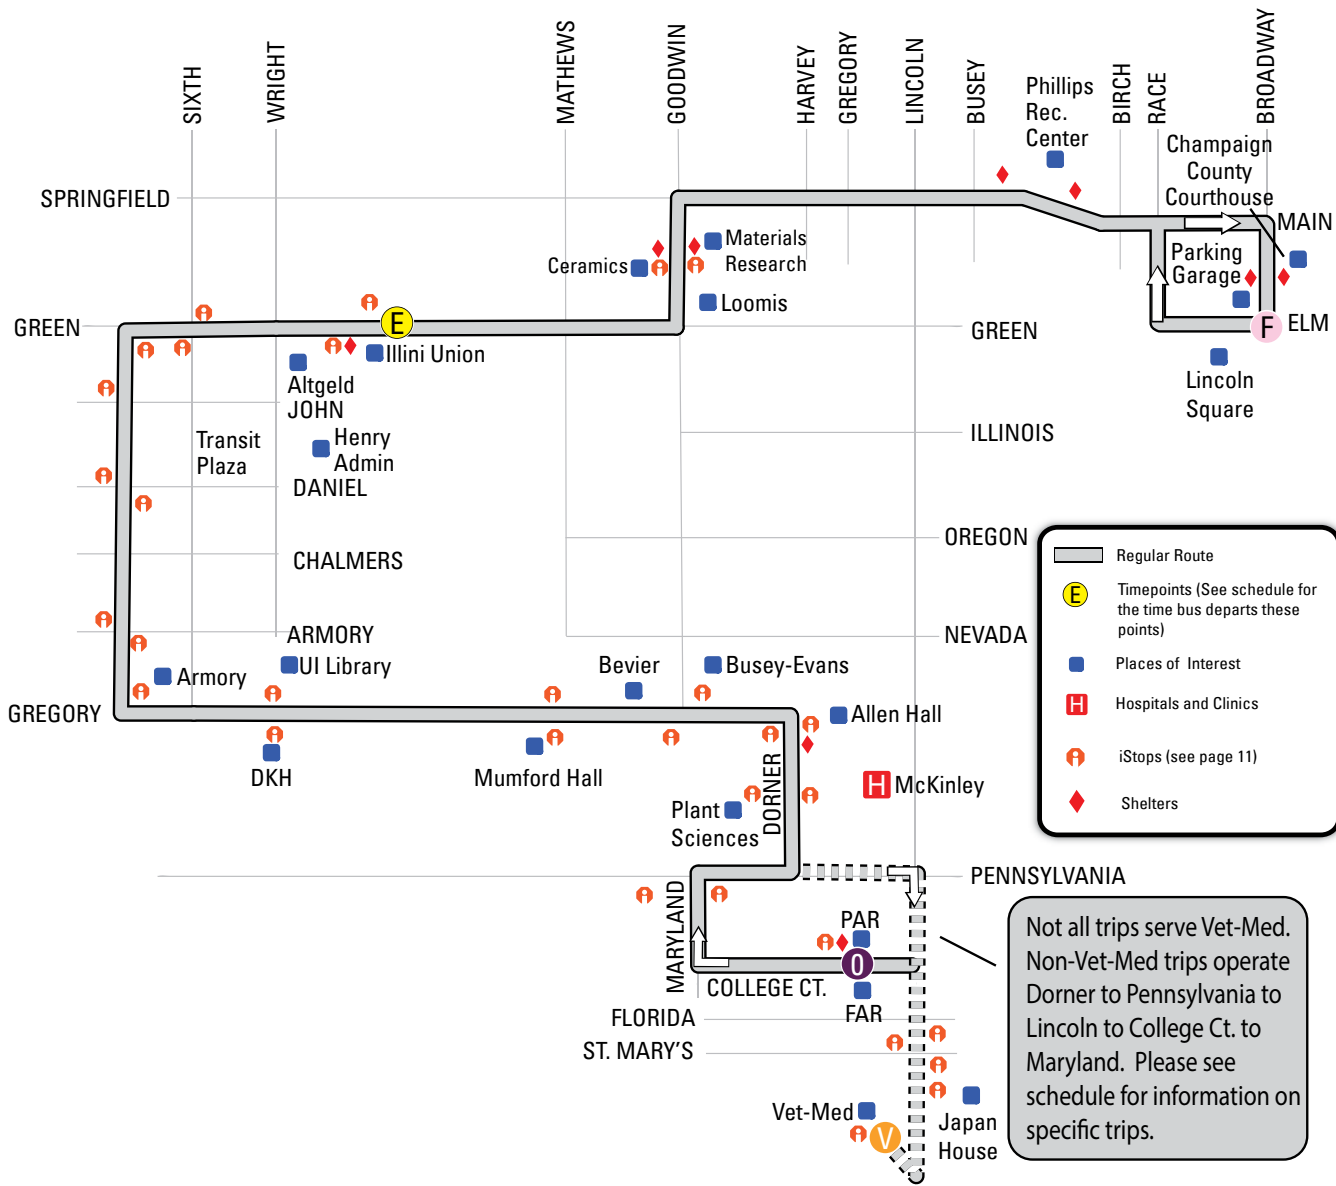 SIXTH
WRIGHT
MATHEWS
GOODWIN
HARVEY
GREGORY
LINCOLN
BUSEY
Phillips
Rec.
Center
BIRCH
RACE
BROADWAY
Champaign
County
Courthouse
SPRINGFIELD
MAIN
Materials
Research
Ceramics
Parking
Garage
Loomis
GREEN
E
Illini Union
GREEN
F
ELM
Lincoln
Square
Altgeld
JOHN
Transit
Plaza
Henry
Admin
ILLINOIS
DANIEL
OREGON
CHALMERS
ARMORY
NEVADA
Armory
UI Library
Bevier
Busey-Evans
GREGORY
Allen Hall
DKH
Mumford Hall
DORNER
H
McKinley
Plant
Sciences
PENNSYLVANIA
MARYLAND
PAR
O
COLLEGE CT.
FAR
FLORIDA
ST. MARY'S
Vet-Med
V
Japan
House
Regular Route
E
Timepoints (See schedule for
the time bus departs these
points)
Places of Interest
H
Hospitals and Clinics
iStops (see page 11)
Shelters
Not all trips serve Vet-Med.
Non-Vet-Med trips operate
Dorner to Pennsylvania to
Lincoln to College Ct. to
Maryland. Please see
schedule for information on
specific trips.